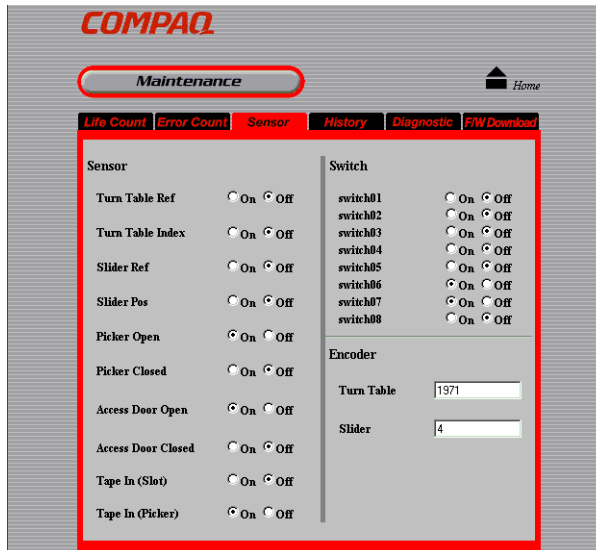 COMPAQ
Maintenance
Home
Life Count Error Count Sensor History Diagnostic F/W Download
Sensor
Turn Table Ref On Off
Turn Table Index On Off
Slider Ref On Off
Slider Pos On Off
Picker Open On Off
Picker Closed On Off
Access Door Open On Off
Access Door Closed On Off
Tape In (Slot) On Off
Tape In (Picker) On Off
Switch
switch01 On Off
switch02 On Off
switch03 On Off
switch04 On Off
switch05 On Off
switch06 On Off
switch07 On Off
switch08 On Off
Encoder
Turn Table 1971
Slider 4